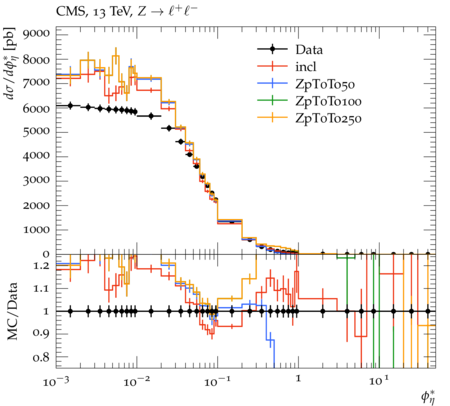 CMS, 13 TeV, Z → ℓ⁺ℓ⁻
dσ/dϕ*η [pb]
9000
8000
7000
6000
5000
4000
3000
2000
1000
0
Data
incl
ZpToTo50
ZpToTo100
ZpToTo250
MC/Data
1.2
1.1
1
0.9
0.8
10⁻³
10⁻²
10⁻¹
1
10¹
ϕ*η